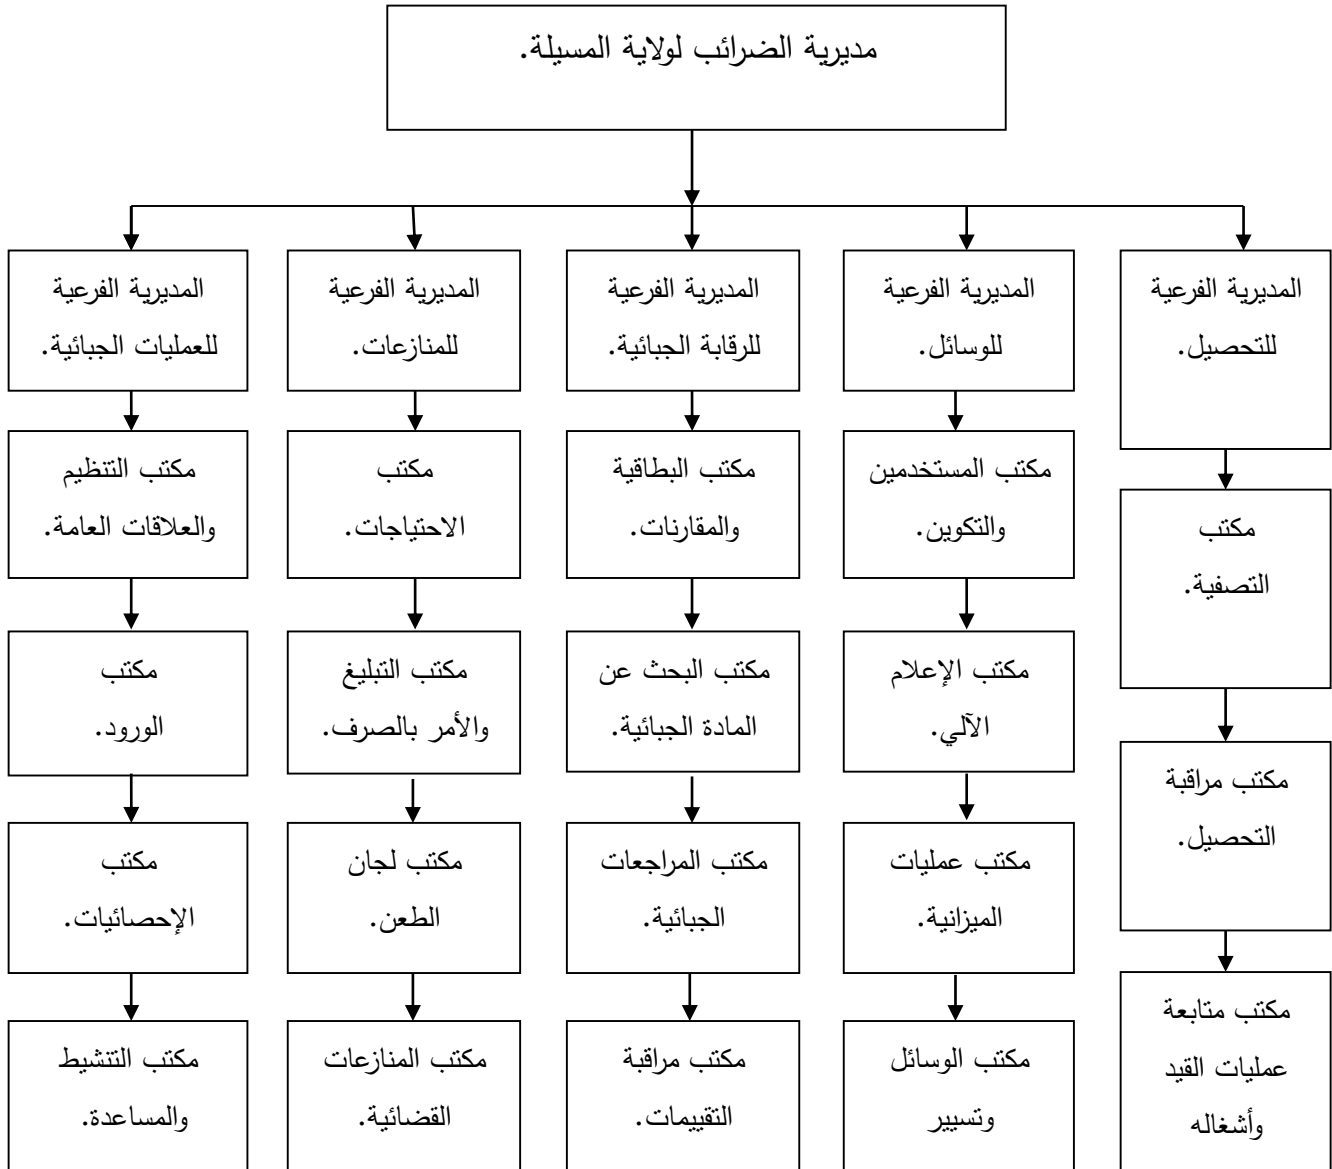 مديرية الضرائب لولاية المسيلة.
المديرية الفرعية
للتحصيل.
المديرية الفرعية
للوسائل.
المديرية الفرعية
للرقابة الجبائية.
المديرية الفرعية
للمنازعات.
المديرية الفرعية
للعمليات الجبائية.
مكتب
التصفية.
مكتب المستخدمين
والتكوين.
مكتب البطاقية
والمقارنات.
مكتب
الاحتياجات.
مكتب التنظيم
والعلاقات العامة.
مكتب مراقبة
التحصيل.
مكتب الإعلام
الآلي.
مكتب البحث عن
المادة الجبائية.
مكتب التبليغ
والأمر بالصرف.
مكتب
الورود.
مكتب متابعة
عمليات القيد
وأشغاله
مكتب عمليات
الميزانية.
مكتب المراجعات
الجبائية.
مكتب لجان
الطعن.
مكتب
الإحصائيات.
مكتب الوسائل
وتسيير
مكتب مراقبة
التقييمات.
مكتب المنازعات
القضائية.
مكتب التنشيط
والمساعدة.